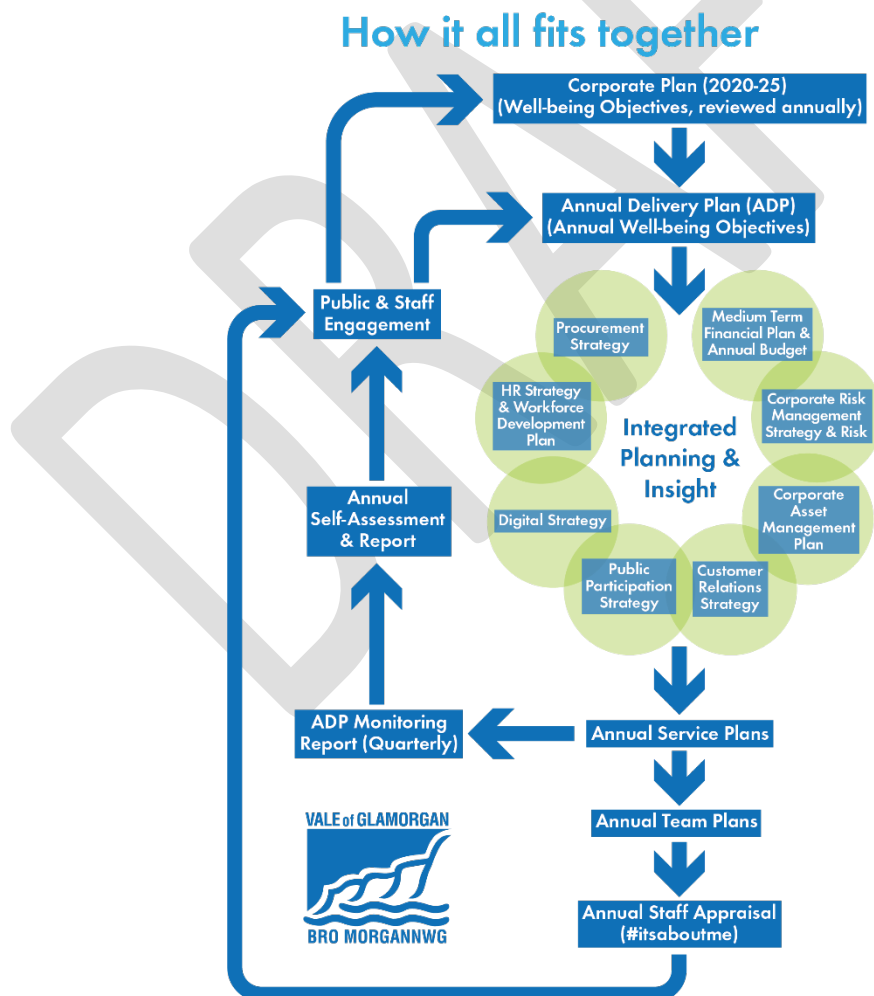 How it all fits together
Corporate Plan (2020-25)
(Well-being Objectives, reviewed annually)
Annual Delivery Plan (ADP)
(Annual Well-being Objectives)
Public & Staff
Engagement
Procurement
Strategy
Medium Term
Financial Plan &
Annual Budget
HR Strategy
& Workforce
Development
Plan
Corporate Risk
Management
Strategy & Risk
Integrated
Planning &
Insight
Annual
Self-Assessment
& Report
Digital Strategy
Corporate
Asset
Management
Plan
Public
Participation
Strategy
Customer
Relations
Strategy
ADP Monitoring
Report (Quarterly)
Annual Service Plans
Annual Team Plans
VALE of GLAMORGAN
BRO MORGANNWG
Annual Staff Appraisal
(#itsaboutme)
DRAF